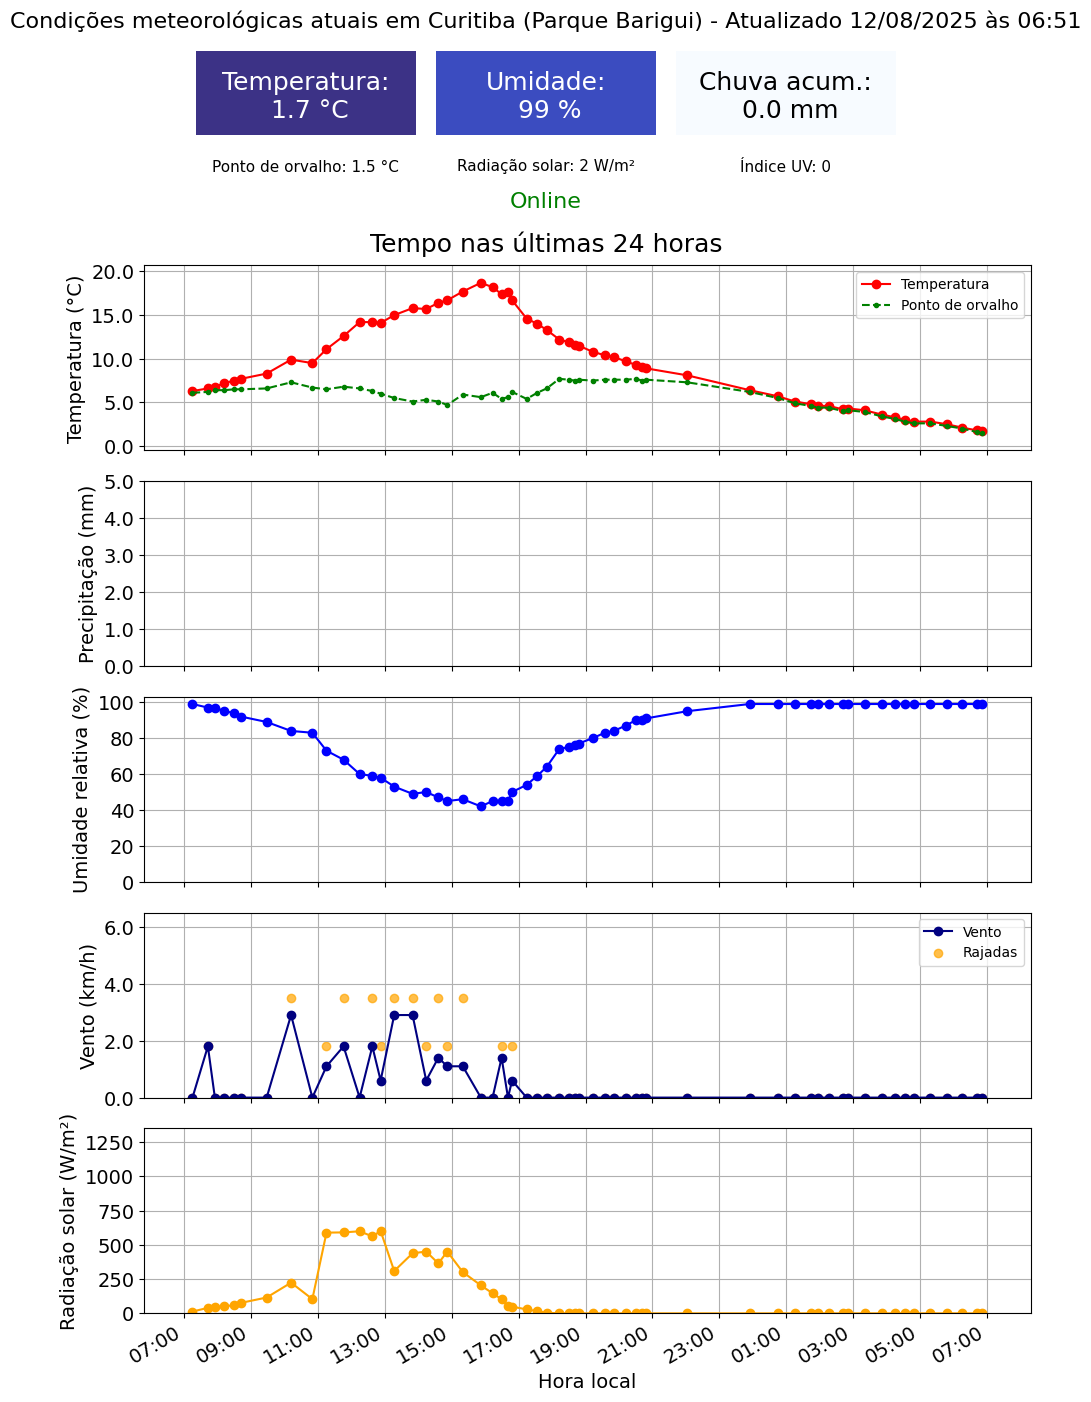 Condições meteorológicas atuais em Curitiba (Parque Barigui) - Atualizado 12/08/2025 às 06:51
Temperatura:
1.7 °C
Umidade:
99 %
Chuva acum.:
0.0 mm
Ponto de orvalho: 1.5 °C
Radiação solar: 2 W/m²
Índice UV: 0
Online
Tempo nas últimas 24 horas
Temperatura (°C)
20.0
15.0
10.0
5.0
0.0
Temperatura
Ponto de orvalho
Precipitação (mm)
5.0
4.0
3.0
2.0
1.0
0.0
Umidade relativa (%)
100
80
60
40
20
0
Vento (km/h)
6.0
4.0
2.0
0.0
Vento
Rajadas
Radiação solar (W/m²)
1250
1000
750
500
250
0
07:00
09:00
11:00
13:00
15:00
17:00
19:00
21:00
23:00
01:00
03:00
05:00
07:00
Hora local